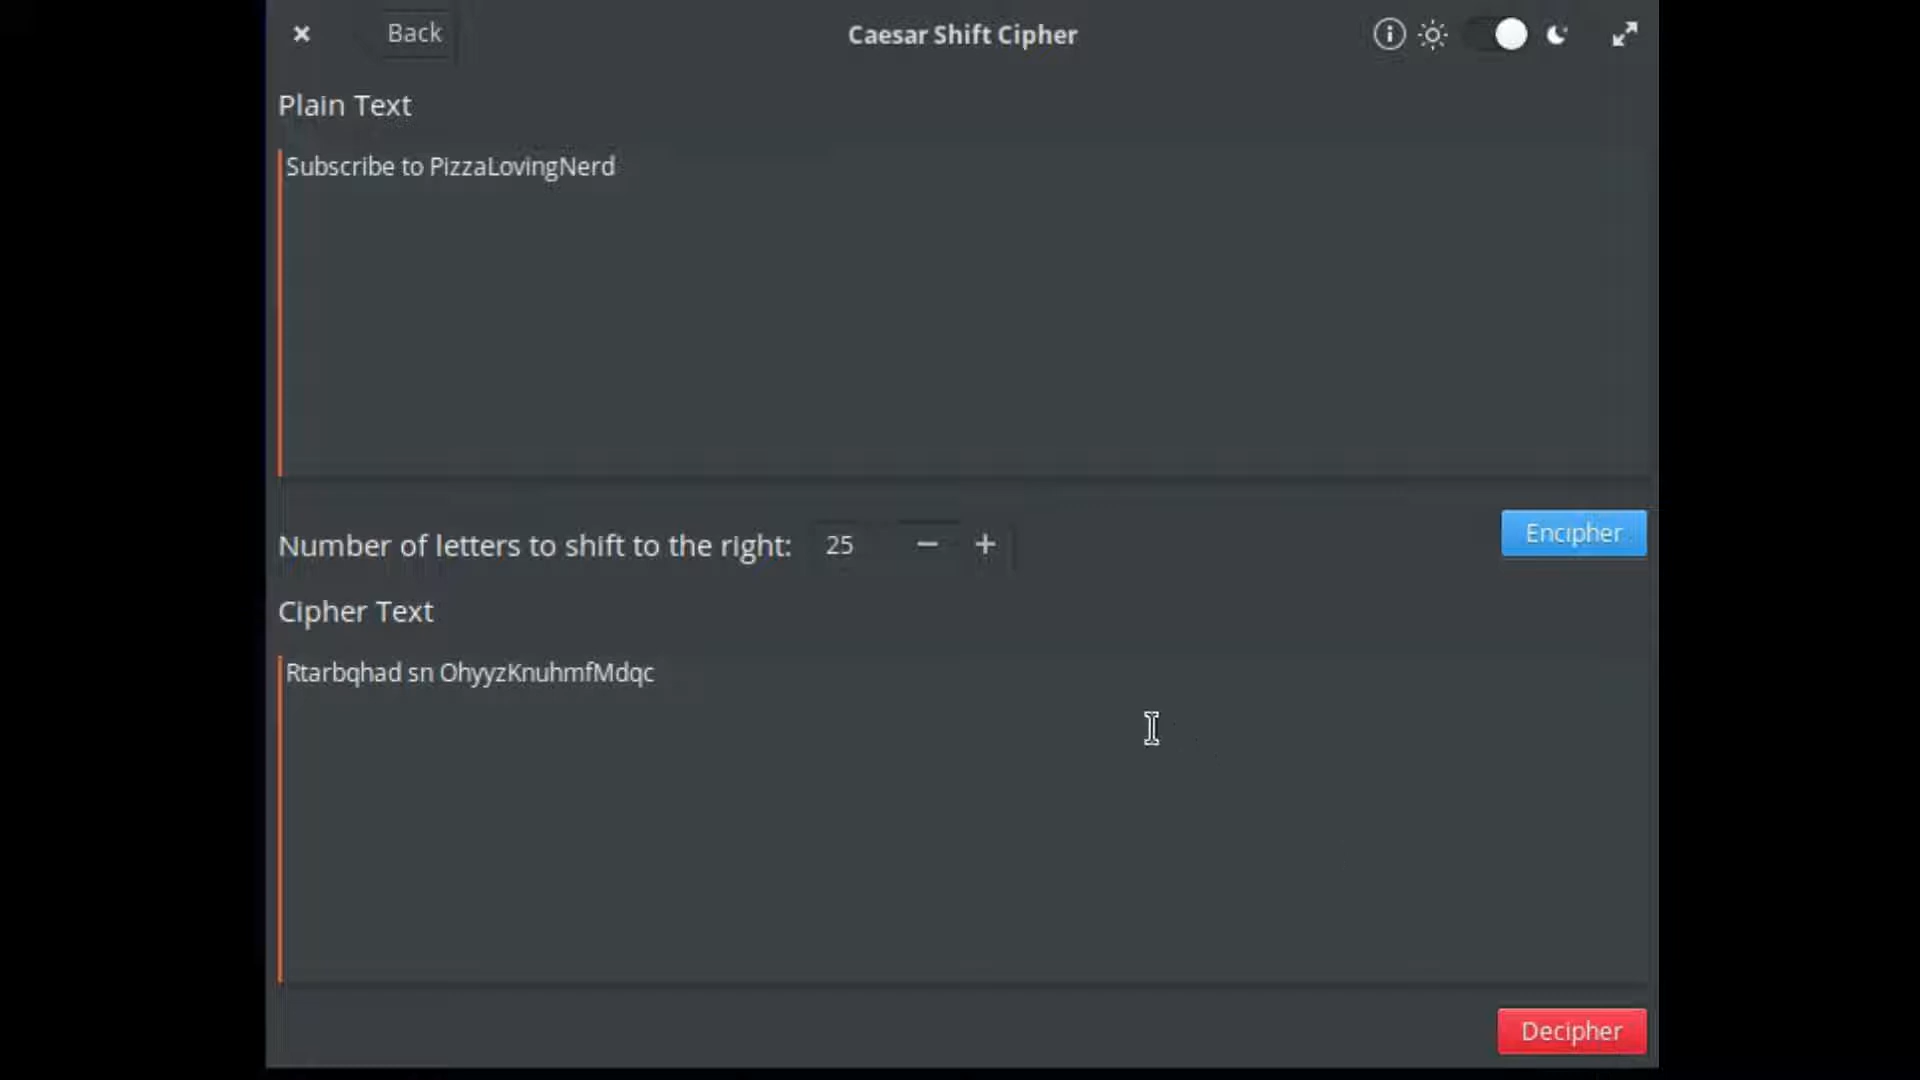 Back
Caesar Shift Cipher
Plain Text
Subscribe to PizzaLovingNerd
Number of letters to shift to the right: 25 − +
Encipher
Cipher Text
Rtarbqhad sn OhyyzKnuhmfMdqc
Decipher